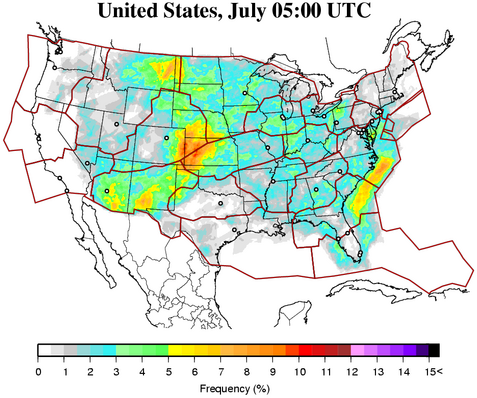 United States, July 05:00 UTC
0 1 2 3 4 5 6 7 8 9 10 11 12 13 14 15<
Frequency (%)